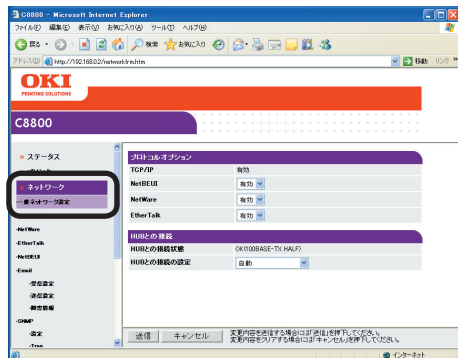 C8800 - Microsoft Internet Explorer
ファイル(F) 編集(E) 表示(V) お気に入り(A) ツール(T) ヘルプ(H)
戻る 検索 お気に入り
アドレス(D) http://192.168.0.2/networkfrm.htm 移動 リンク »
OKI
PRINTING SOLUTIONS
C8800
» ステータス
» ネットワーク
-一般ネットワーク設定
-NetWare
-EtherTalk
-NetBEUI
-Email
-受信設定
-送信設定
-障害情報
-SNMP
-設定
-Trap
プロトコルオプション
TCP/IP 有効
NetBEUI 有効
NetWare 有効
EtherTalk 有効
HUBとの接続
HUBとの接続状態 OK(100BASE-TX HALF)
HUBとの接続の設定 自動
送信 キャンセル
変更内容を送信する場合には「送信」を押下してください。
変更内容をクリアする場合には「キャンセル」を押下してください。
インターネット